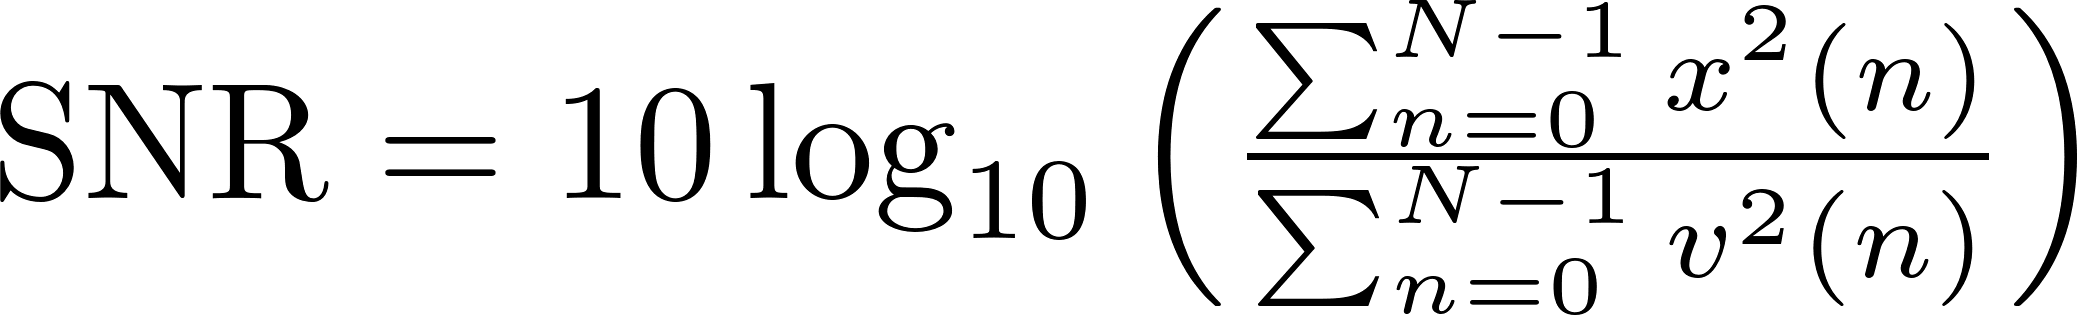 SNR = 10 log₁₀ ( ∑ₙ₌₀ᴺ⁻¹ x²(n) / ∑ₙ₌₀ᴺ⁻¹ v²(n) )